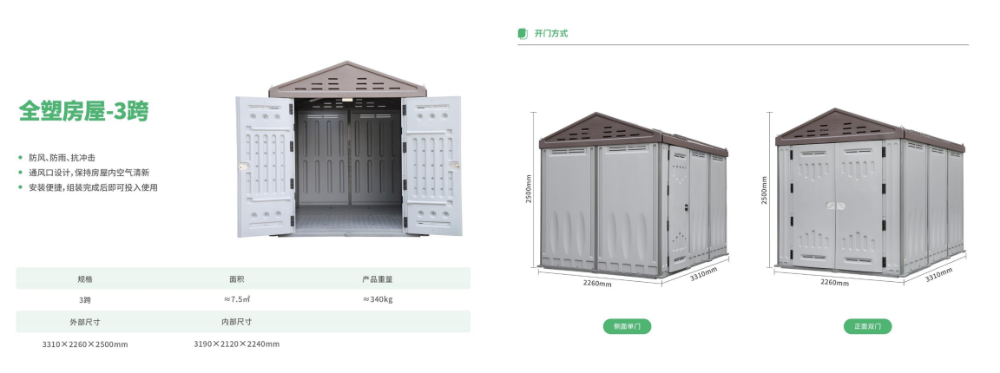 全塑房屋-3跨
防风、防雨、抗冲击
通风口设计，保持房屋内空气清新
安装便捷，组装完成后即可投入使用
规格 面积 产品重量
3跨 ≈7.5㎡ ≈340kg
外部尺寸 内部尺寸
3310×2260×2500mm 3190×2120×2240mm
开门方式
2500mm
2260mm
3310mm
侧面单门
2500mm
2260mm
3310mm
正面双门